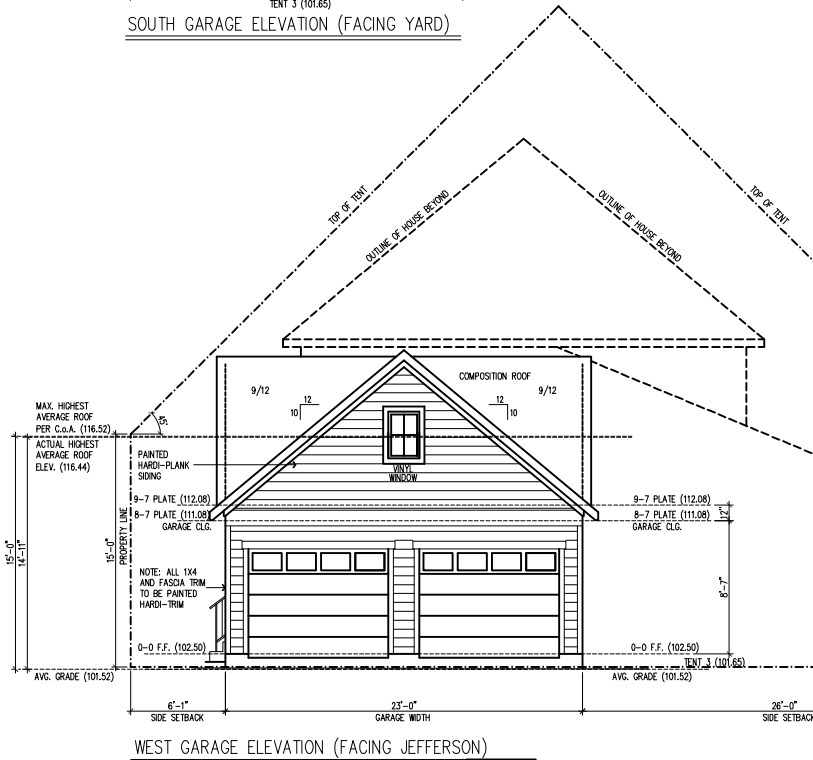 TENT 3 (101.65)
SOUTH GARAGE ELEVATION (FACING YARD)
TOP OF TENT
TOP OF TENT
OUTLINE OF HOUSE BEYOND
OUTLINE OF HOUSE BEYOND
COMPOSITION ROOF
9/12
9/12
12
10
12
10
MAX. HIGHEST
AVERAGE ROOF
PER C.o.A. (116.52)
45°
ACTUAL HIGHEST
AVERAGE ROOF
ELEV. (116.44)
PAINTED
HARDI-PLANK
SIDING
VINYL
WINDOW
9-7 PLATE (112.08)
8-7 PLATE (111.08)
GARAGE CLG.
9-7 PLATE (112.08)
8-7 PLATE (111.08)
GARAGE CLG.
12"
15'-0"
14'-11"
15'-0"
PROPERTY LINE
NOTE: ALL 1X4
AND FASCIA TRIM
TO BE PAINTED
HARDI-TRIM
8'-7"
0-0 F.F. (102.50)
0-0 F.F. (102.50)
TENT 3 (101.65)
AVG. GRADE (101.52)
AVG. GRADE (101.52)
6'-1"
SIDE SETBACK
23'-0"
GARAGE WIDTH
26'-0"
SIDE SETBACK
WEST GARAGE ELEVATION (FACING JEFFERSON)